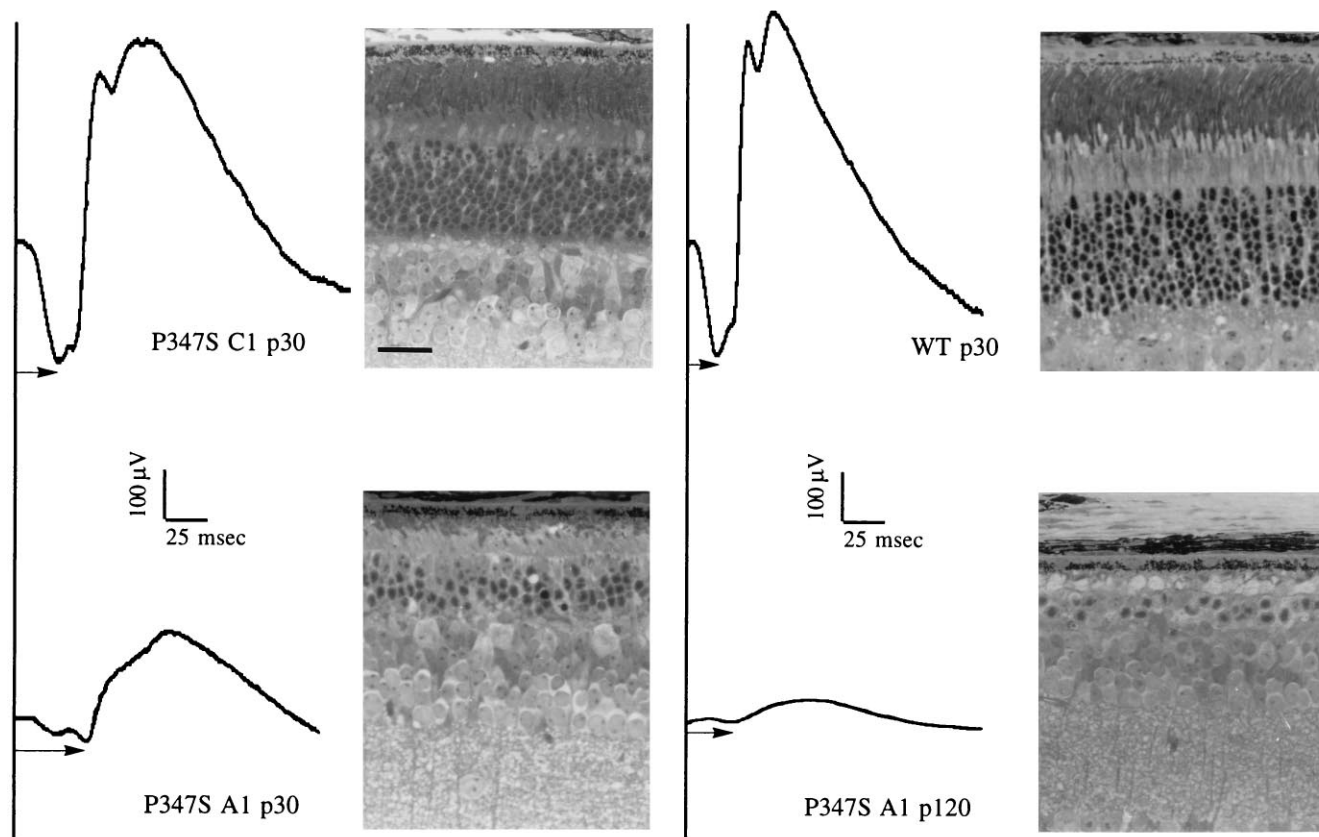 P347S C1 p30
WT p30
100 μV
25 msec
100 μV
25 msec
P347S A1 p30
P347S A1 p120